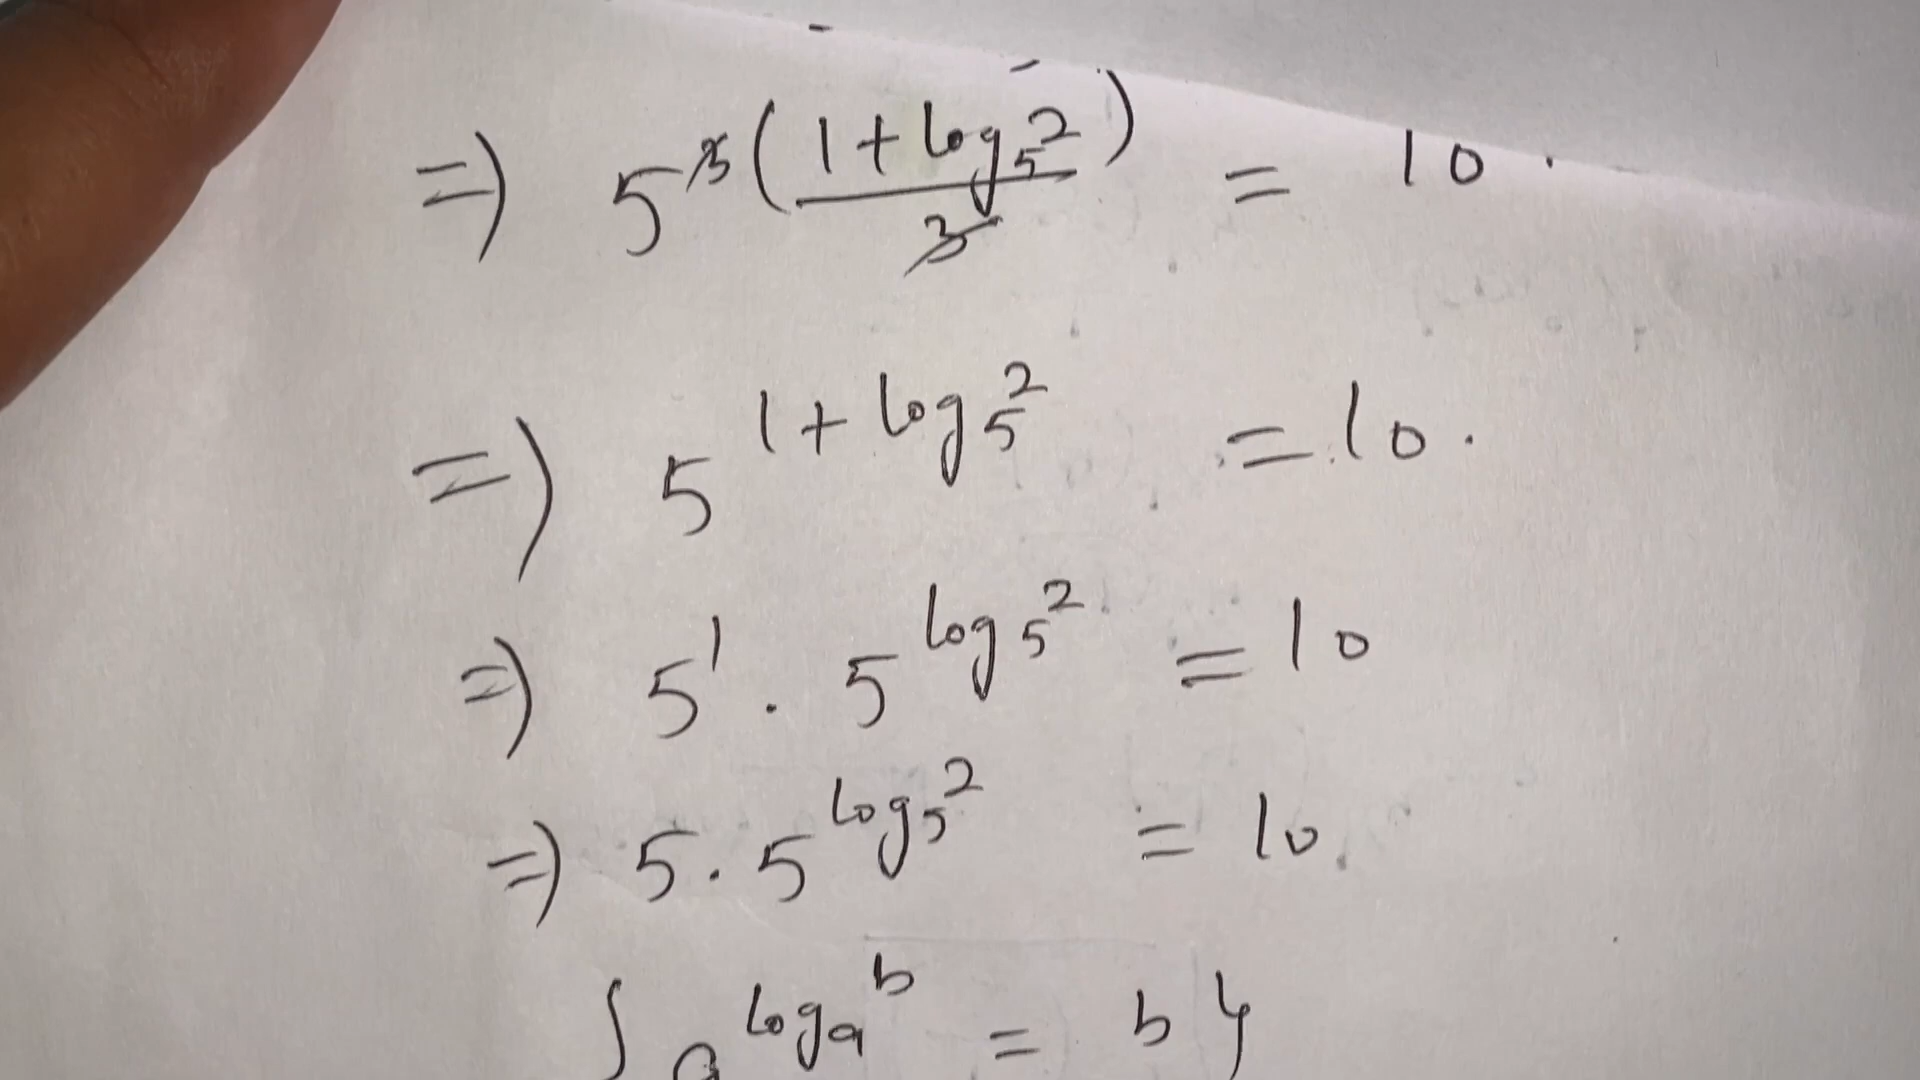 => 5^3(1+log_5 2 / 3) = 10.
=> 5^1+log_5 2 = 10.
=> 5^1 . 5^log_5 2 = 10
=> 5 . 5^log_5 2 = 10.
{ a^log_a b = b }